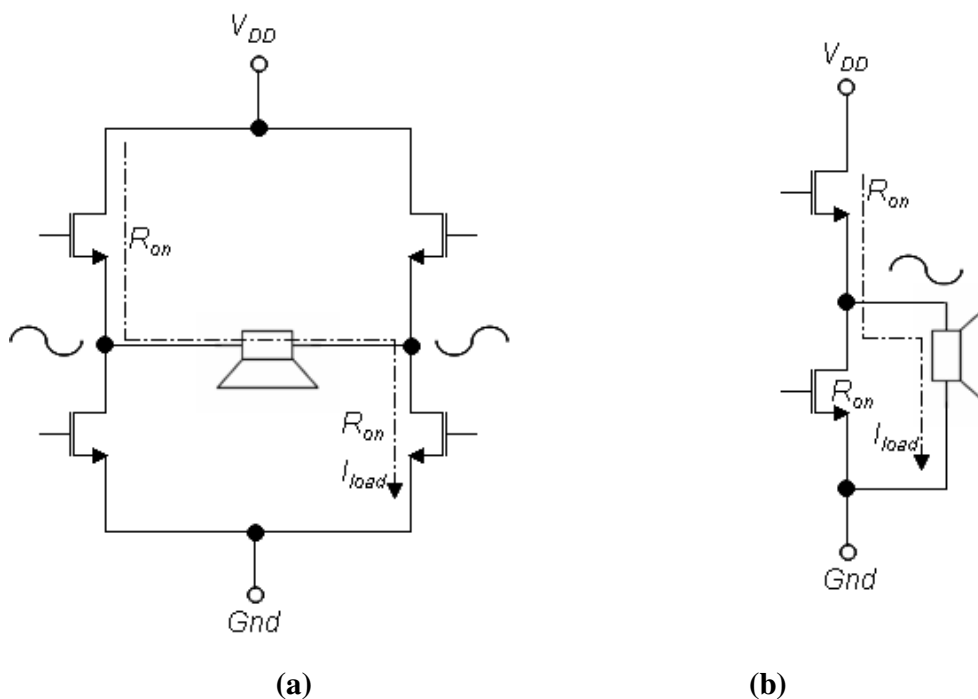 V_DD
R_on
R_on
I_load
Gnd
(a)
V_DD
R_on
R_on
I_load
Gnd
(b)